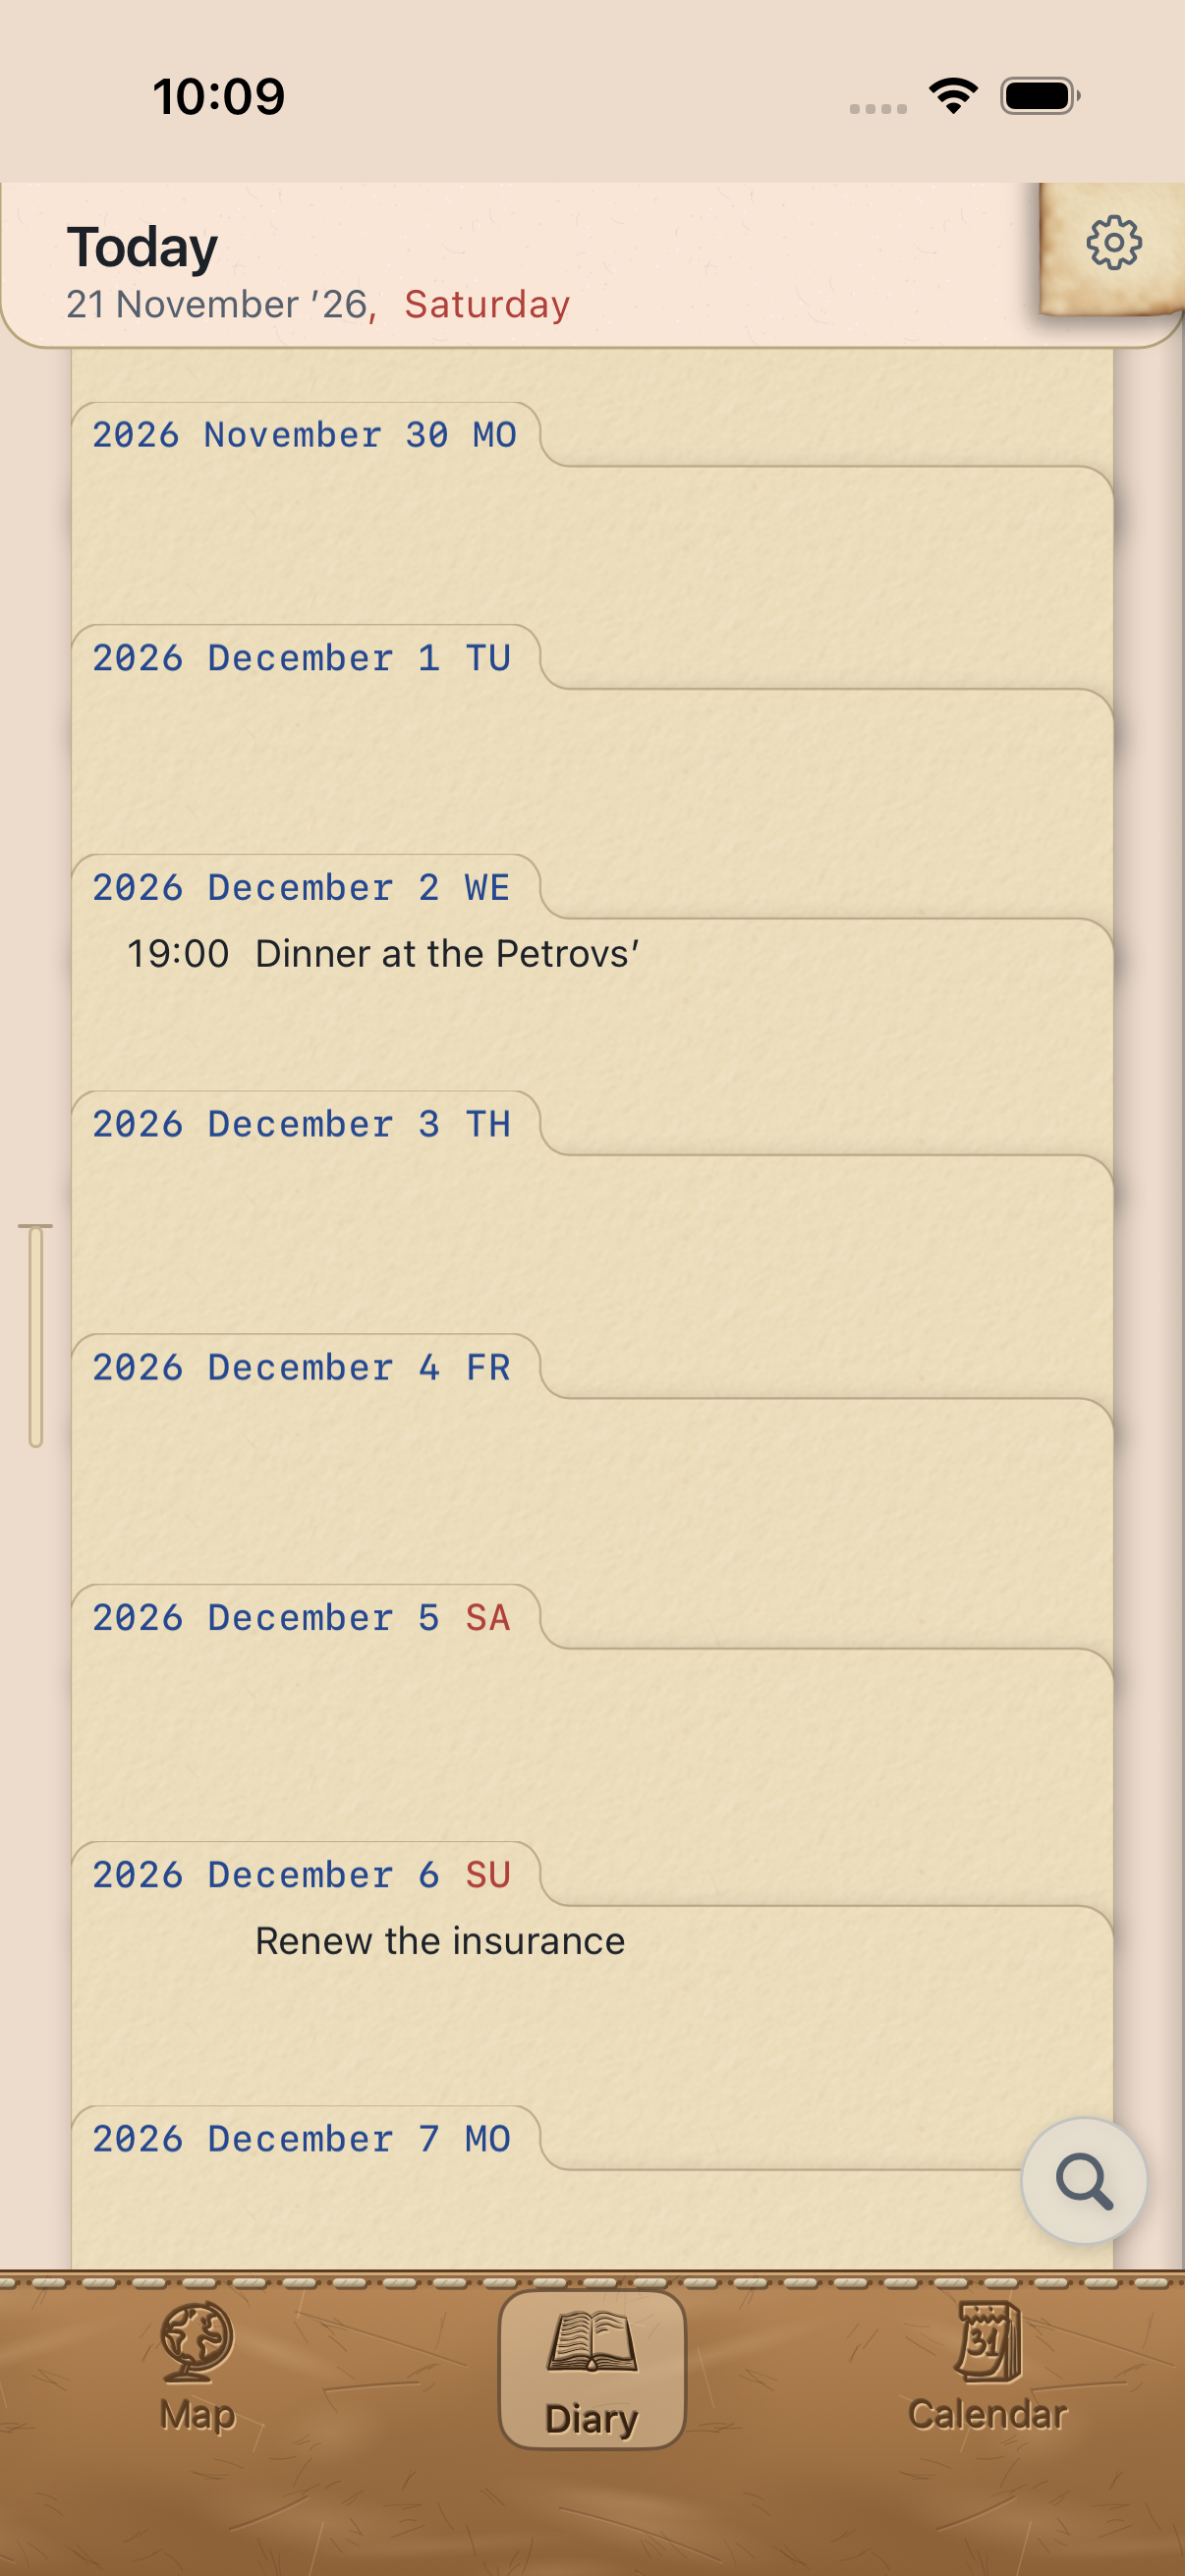 10:09
Today
21 November ’26, Saturday
2026 November 30 MO
2026 December 1 TU
2026 December 2 WE
19:00 Dinner at the Petrovs’
2026 December 3 TH
2026 December 4 FR
2026 December 5 SA
2026 December 6 SU
Renew the insurance
2026 December 7 MO
31
Map
Diary
Calendar